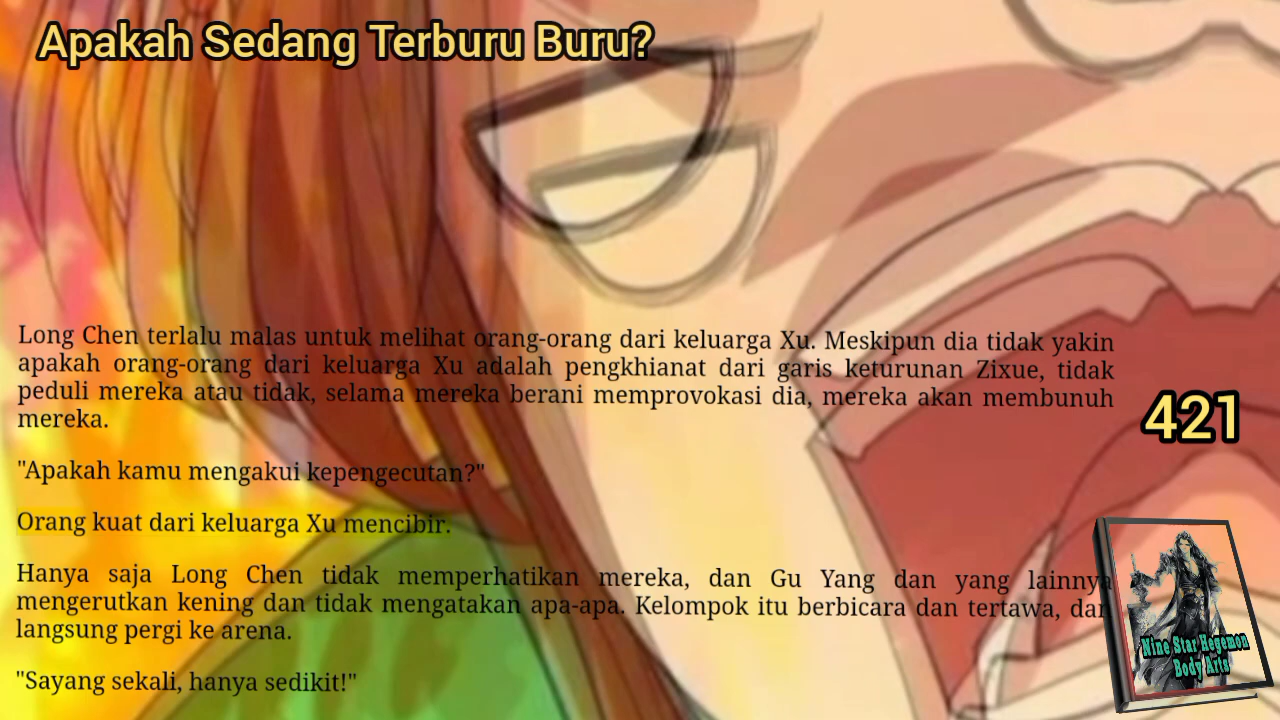 Apakah Sedang Terburu Buru?
Long Chen terlalu malas untuk melihat orang-orang dari keluarga Xu. Meskipun dia tidak yakin
apakah orang-orang dari keluarga Xu adalah pengkhianat dari garis keturunan Zixue, tidak
peduli mereka atau tidak, selama mereka berani memprovokasi dia, mereka akan membunuh
mereka.
"Apakah kamu mengakui kepengecutan?"
Orang kuat dari keluarga Xu mencibir.
Hanya saja Long Chen tidak memperhatikan mereka, dan Gu Yang dan yang lainnya
mengerutkan kening dan tidak mengatakan apa-apa. Kelompok itu berbicara dan tertawa, dan
langsung pergi ke arena.
"Sayang sekali, hanya sedikit!"
421
Nine Star Hegemon
Body Arts